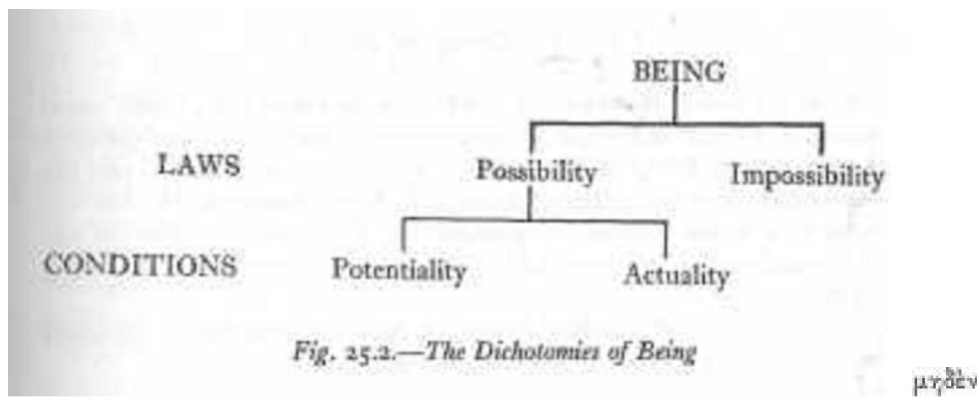 BEING
LAWS Possibility Impossibility
CONDITIONS Potentiality Actuality
Fig. 25.2.—The Dichotomies of Being